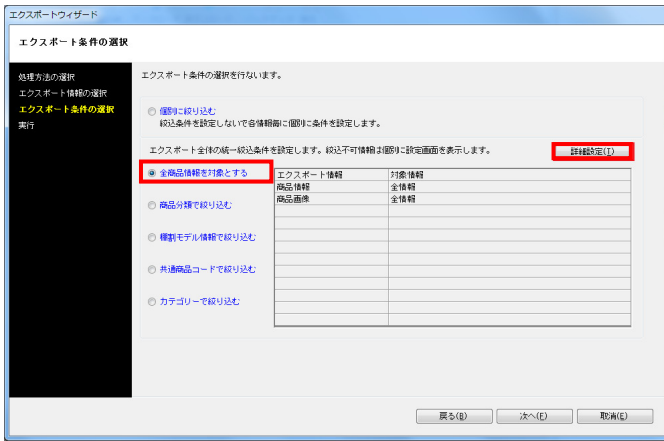 エクスポートウィザード
エクスポート条件の選択
処理方法の選択
エクスポート情報の選択
エクスポート条件の選択
実行
エクスポート条件の選択を行ないます。
個別に絞り込む
絞込条件を設定しないで各情報毎に個別に条件を設定します。
エクスポート全体の統一絞込条件を設定します。絞込不可情報は個別に設定画面を表示します。
詳細設定(T)
全商品情報を対象とする
商品分類で絞り込む
棚割モデル情報で絞り込む
共通商品コードで絞り込む
カテゴリーで絞り込む
エクスポート情報 対象情報
商品情報 全情報
商品画像 全情報
戻る(B) 次へ(F) 取消(E)